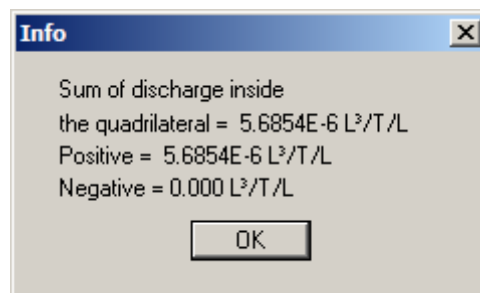 Info
Sum of discharge inside
the quadrilateral =  5.6854E-6 L³/T/L
Positive =  5.6854E-6 L³/T/L
Negative = 0.000 L³/T/L
OK